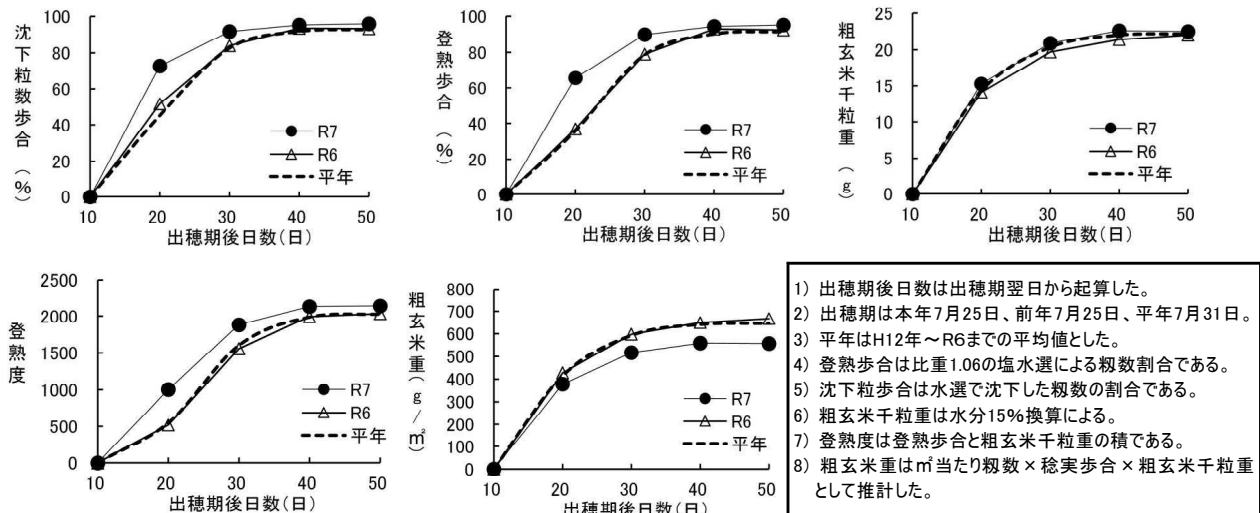 沈下粒数歩合（%）
100
80
60
40
20
0
10 20 30 40 50
出穂期後日数(日)
R7
R6
平年
登熟歩合（%）
100
80
60
40
20
0
10 20 30 40 50
出穂期後日数(日)
R7
R6
平年
粗玄米千粒重（g）
25
20
15
10
5
0
10 20 30 40 50
出穂期後日数(日)
R7
R6
平年
登熟度
2500
2000
1500
1000
500
0
10 20 30 40 50
出穂期後日数(日)
R7
R6
平年
粗玄米重(g/㎡)
800
700
600
500
400
300
200
100
0
10 20 30 40 50
出穂期後日数(日)
R7
R6
平年
1) 出穂期後日数は出穂期翌日から起算した。
2) 出穂期は本年7月25日、前年7月25日、平年7月31日。
3) 平年はH12年～R6までの平均値とした。
4) 登熟歩合は比重1.06の塩水選による籾数割合である。
5) 沈下粒歩合は水選で沈下した籾数の割合である。
6) 粗玄米千粒重は水分15%換算による。
7) 登熟度は登熟歩合と粗玄米千粒重の積である。
8) 粗玄米重は㎡当たり籾数×稔実歩合×粗玄米千粒重
として推計した。